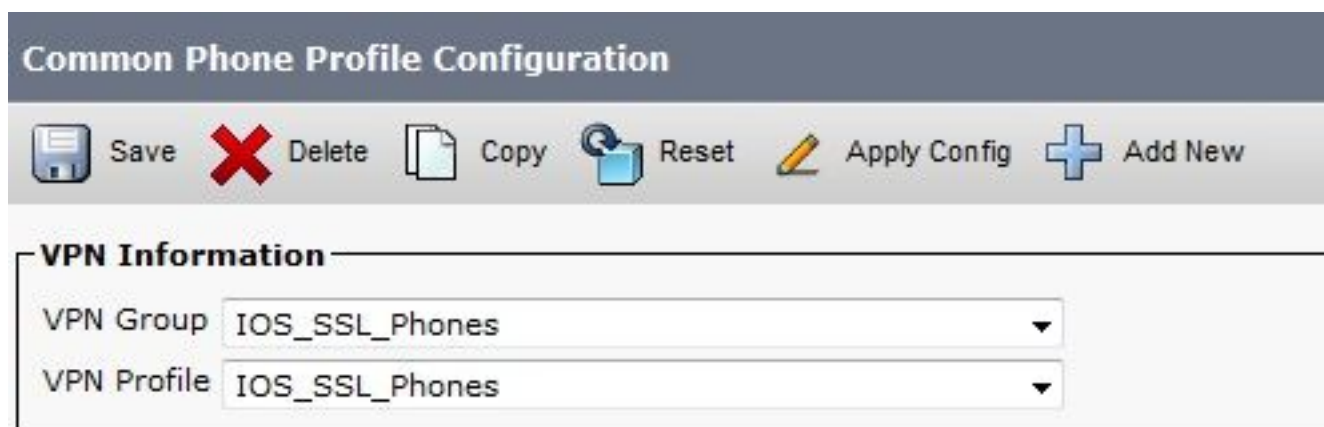 Common Phone Profile Configuration
Save Delete Copy Reset Apply Config Add New
VPN Information
VPN Group IOS_SSL_Phones
VPN Profile IOS_SSL_Phones